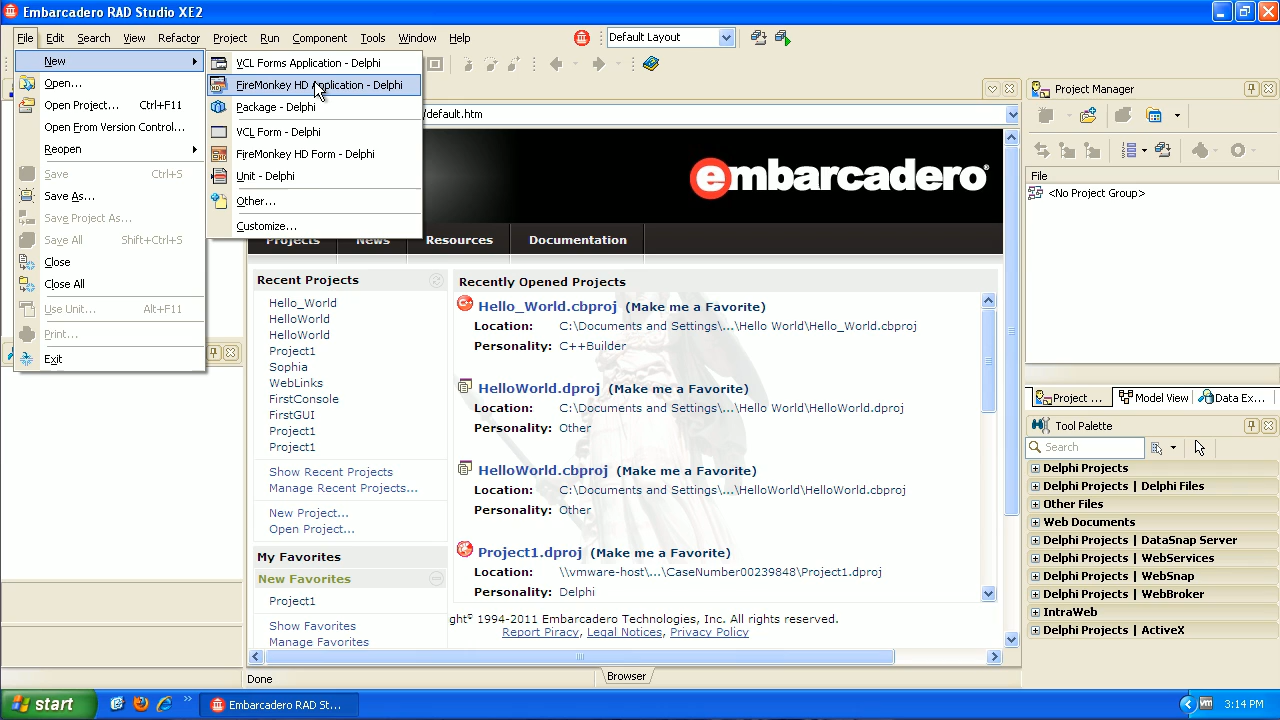 Embarcadero RAD Studio XE2
File Edit Search View Refactor Project Run Component Tools Window Help
Default Layout
New
Open...
Open Project... Ctrl+F11
Open From Version Control...
Reopen
Save Ctrl+S
Save As...
Save Project As...
Save All Shift+Ctrl+S
Close
Close All
Use Unit... Alt+F11
Print...
Exit
VCL Forms Application - Delphi
FireMonkey HD Application - Delphi
Package - Delphi
VCL Form - Delphi
FireMonkey HD Form - Delphi
Unit - Delphi
Other...
Customize...
/default.htm
embarcadero
Projects News Resources Documentation
Recent Projects
Hello_World
HelloWorld
HelloWorld
Project1
Sophia
WebLinks
FirstConsole
FirstGUI
Project1
Project1
Show Recent Projects
Manage Recent Projects...
New Project...
Open Project...
My Favorites
New Favorites
Project1
Show Favorites
Manage Favorites
Recently Opened Projects
Hello_World.cbproj (Make me a Favorite)
Location: C:\Documents and Settings\...\Hello World\Hello_World.cbproj
Personality: C++Builder
HelloWorld.dproj (Make me a Favorite)
Location: C:\Documents and Settings\...\Hello World\HelloWorld.dproj
Personality: Other
HelloWorld.cbproj (Make me a Favorite)
Location: C:\Documents and Settings\...\HelloWorld\HelloWorld.cbproj
Personality: Other
Project1.dproj (Make me a Favorite)
Location: \\vmware-host\...\CaseNumber00239848\Project1.dproj
Personality: Delphi
ght© 1994-2011 Embarcadero Technologies, Inc. All rights reserved.
Report Piracy, Legal Notices, Privacy Policy
Done
Browser
Project Manager
File
<No Project Group>
Project ... Model View Data Ex...
Tool Palette
Search
Delphi Projects
Delphi Projects | Delphi Files
Other Files
Web Documents
Delphi Projects | DataSnap Server
Delphi Projects | WebServices
Delphi Projects | WebSnap
Delphi Projects | WebBroker
IntraWeb
Delphi Projects | ActiveX
start
Embarcadero RAD St...
3:14 PM